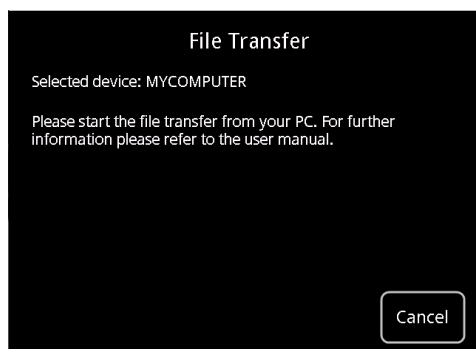 File Transfer
Selected device: MYCOMPUTER
Please start the file transfer from your PC. For further
information please refer to the user manual.
Cancel